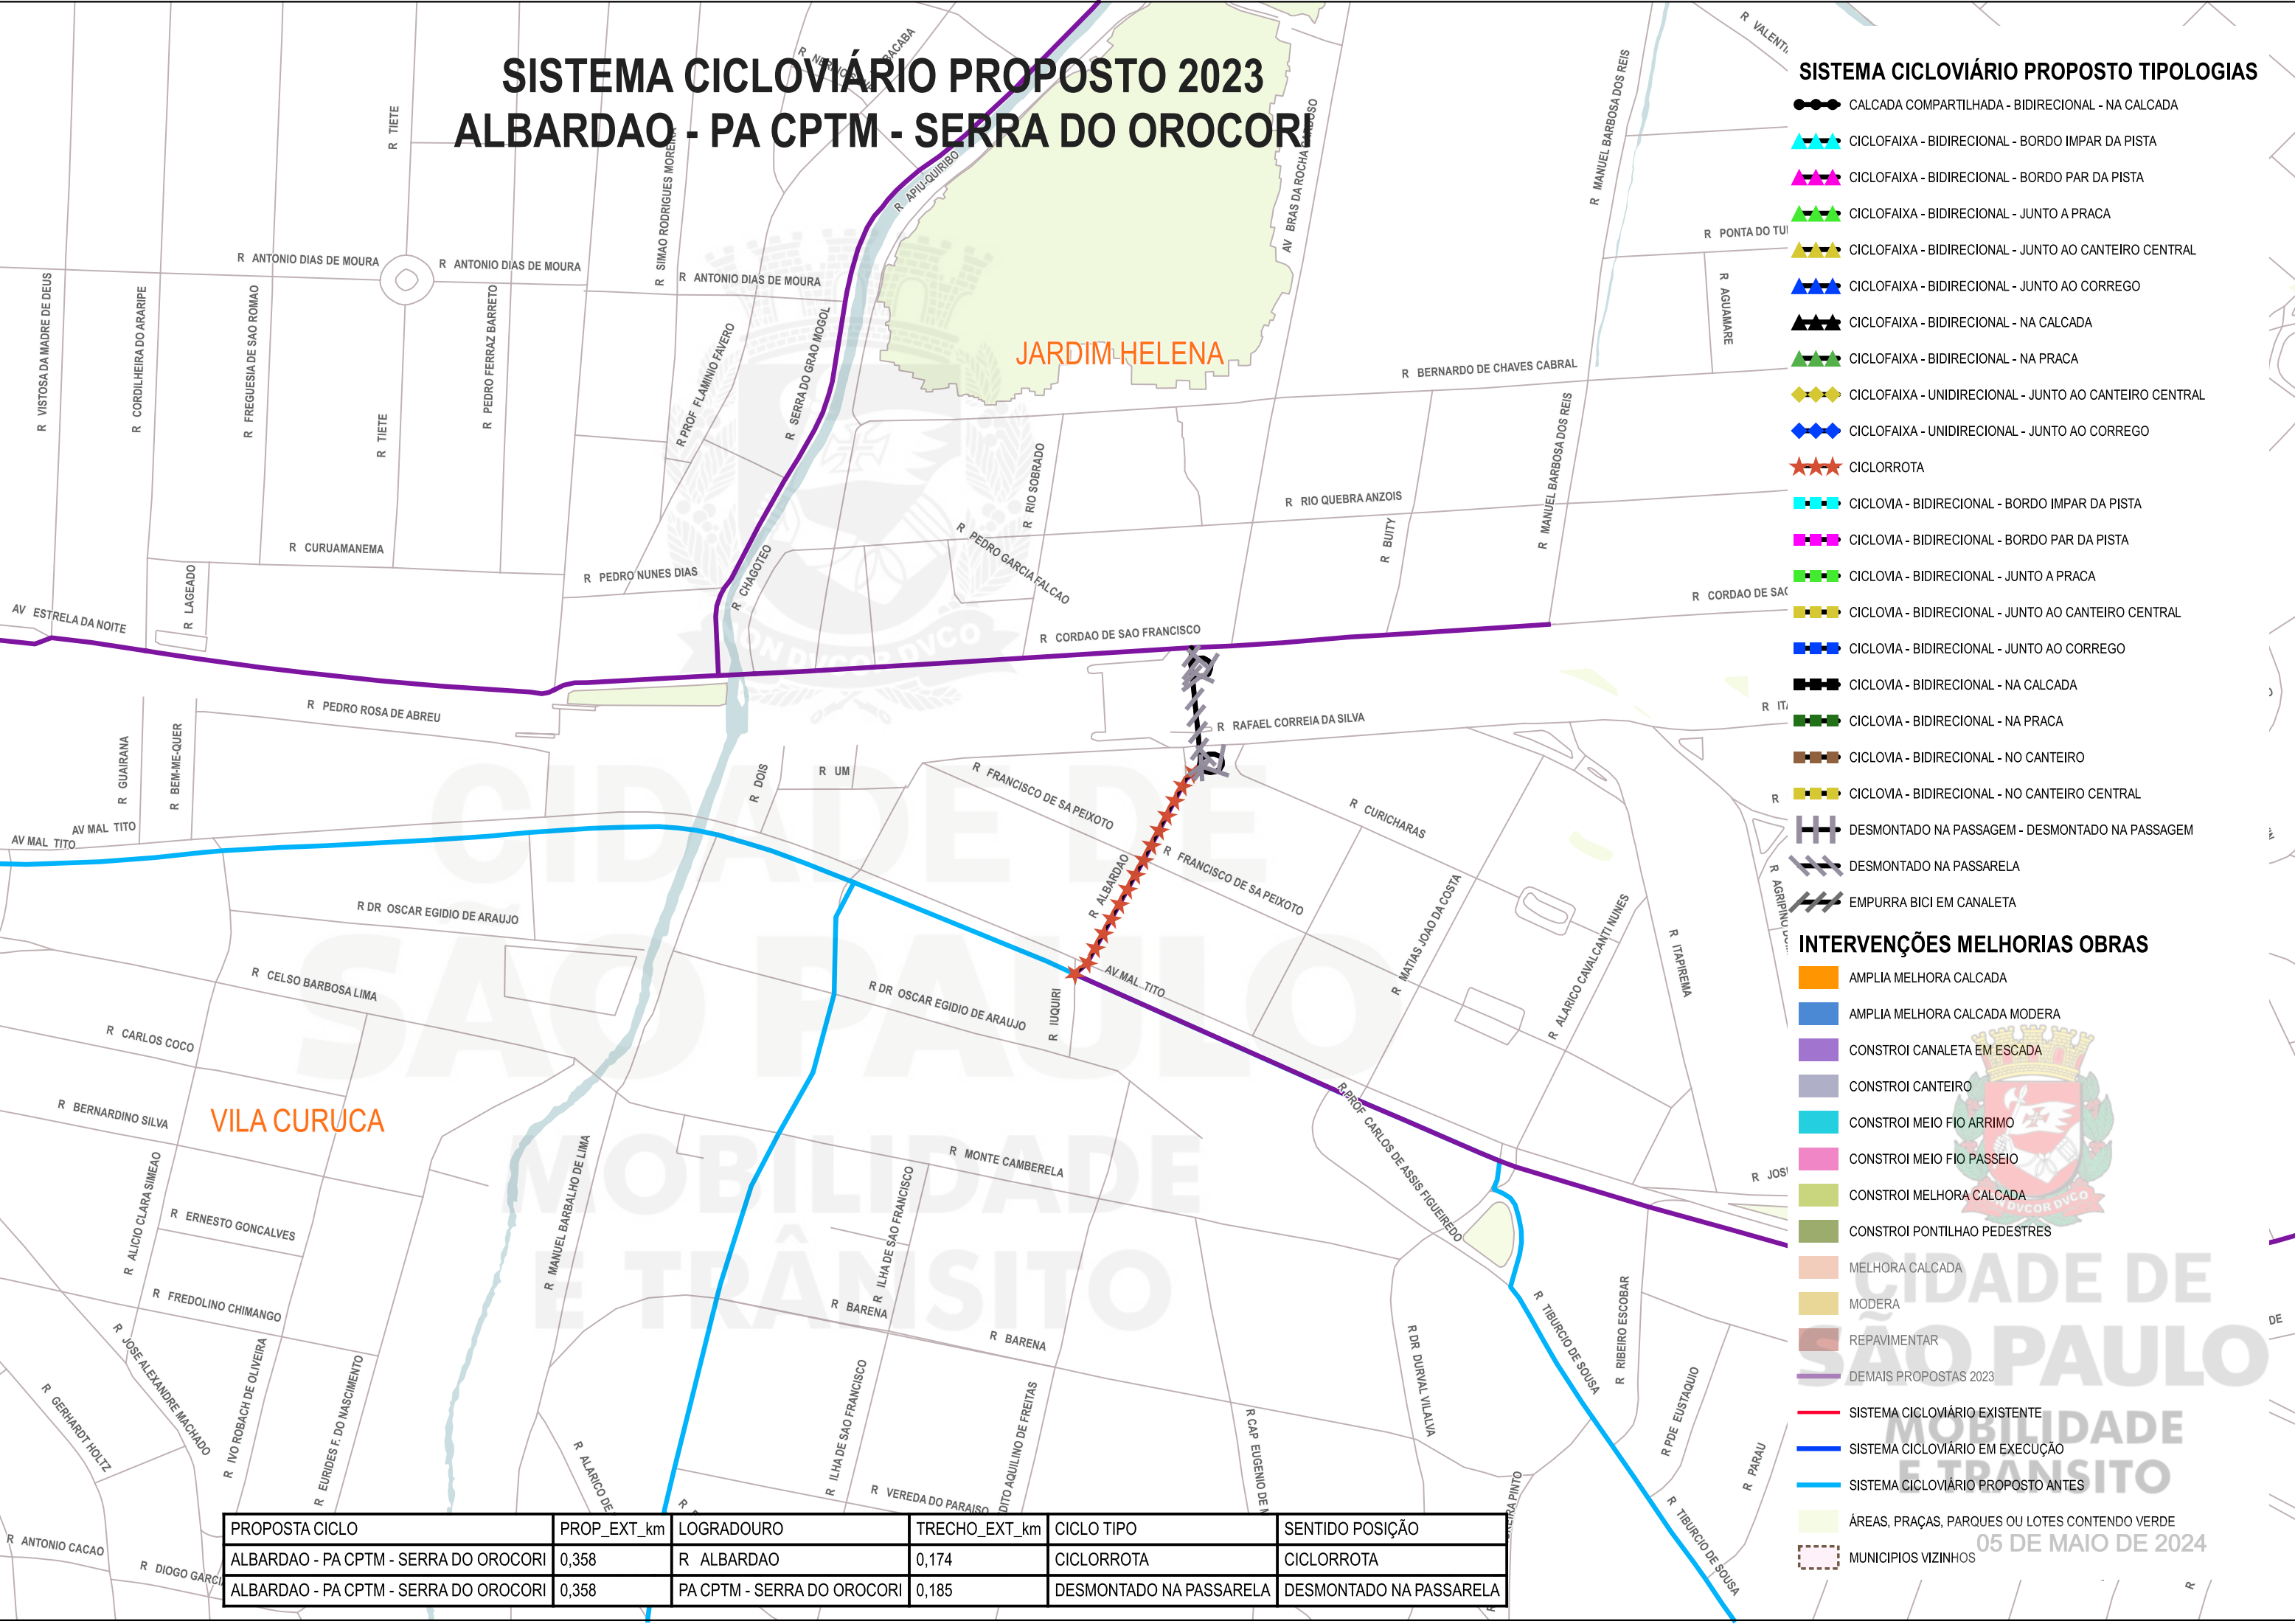 SISTEMA CICLOVIÁRIO PROPOSTO 2023
ALBARDAO - PA CPTM - SERRA DO OROCORI
SISTEMA CICLOVIÁRIO PROPOSTO TIPOLOGIAS
CALCADA COMPARTILHADA - BIDIRECIONAL - NA CALCADA
CICLOFAIXA - BIDIRECIONAL - BORDO IMPAR DA PISTA
CICLOFAIXA - BIDIRECIONAL - BORDO PAR DA PISTA
CICLOFAIXA - BIDIRECIONAL - JUNTO A PRACA
CICLOFAIXA - BIDIRECIONAL - JUNTO AO CANTEIRO CENTRAL
CICLOFAIXA - BIDIRECIONAL - JUNTO AO CORREGO
CICLOFAIXA - BIDIRECIONAL - NA CALCADA
CICLOFAIXA - BIDIRECIONAL - NA PRACA
CICLOFAIXA - UNIDIRECIONAL - JUNTO AO CANTEIRO CENTRAL
CICLOFAIXA - UNIDIRECIONAL - JUNTO AO CORREGO
CICLORROTA
CICLOVIA - BIDIRECIONAL - BORDO IMPAR DA PISTA
CICLOVIA - BIDIRECIONAL - BORDO PAR DA PISTA
CICLOVIA - BIDIRECIONAL - JUNTO A PRACA
CICLOVIA - BIDIRECIONAL - JUNTO AO CANTEIRO CENTRAL
CICLOVIA - BIDIRECIONAL - JUNTO AO CORREGO
CICLOVIA - BIDIRECIONAL - NA CALCADA
CICLOVIA - BIDIRECIONAL - NA PRACA
CICLOVIA - BIDIRECIONAL - NO CANTEIRO
CICLOVIA - BIDIRECIONAL - NO CANTEIRO CENTRAL
DESMONTADO NA PASSAGEM - DESMONTADO NA PASSAGEM
DESMONTADO NA PASSARELA
EMPURRA BICI EM CANALETA
INTERVENÇÕES MELHORIAS OBRAS
AMPLIA MELHORA CALCADA
AMPLIA MELHORA CALCADA MODERA
CONSTROI CANALETA EM ESCADA
CONSTROI CANTEIRO
CONSTROI MEIO FIO ARRIMO
CONSTROI MEIO FIO PASSEIO
CONSTROI MELHORA CALCADA
CONSTROI PONTILHAO PEDESTRES
MELHORA CALCADA
MODERA
REPAVIMENTAR
DEMAIS PROPOSTAS 2023
SISTEMA CICLOVIÁRIO EXISTENTE
SISTEMA CICLOVIÁRIO EM EXECUÇÃO
SISTEMA CICLOVIÁRIO PROPOSTO ANTES
ÁREAS, PRAÇAS, PARQUES OU LOTES CONTENDO VERDE
MUNICIPIOS VIZINHOS
05 DE MAIO DE 2024
CIDADE DE
SÃO PAULO
MOBILIDADE
E TRÂNSITO
CIDADE DE
SÃO PAULO
MOBILIDADE
E TRÂNSITO
JARDIM HELENA
VILA CURUCA
R TIETE
R SIMAO RODRIGUES MOREIRA
R APIU-QUIRIBO
AV BRAS DA ROCHA CARDOSO
R MANUEL BARBOSA DOS REIS
R ANTONIO DIAS DE MOURA
R ANTONIO DIAS DE MOURA
R ANTONIO DIAS DE MOURA
R AGUAMARE
R VISTOSA DA MADRE DE DEUS
R CORDILHEIRA DO ARARIPE
R FREGUESIA DE SAO ROMAO
R TIETE
R PEDRO FERRAZ BARRETO
R PROF FLAMINIO FAVERO
R SERRA DO GRAO MOGOL
R BERNARDO DE CHAVES CABRAL
R MANUEL BARBOSA DOS REIS
R RIO SOBRADO
R RIO QUEBRA ANZOIS
R BUITY
R CURUAMANEMA
R PEDRO NUNES DIAS
R CHAGOTEO
R PEDRO GARCIA FALCAO
R LAGEADO
AV ESTRELA DA NOITE
R CORDAO DE SAO FRANCISCO
R CORDAO DE SAO
R PEDRO ROSA DE ABREU
R RAFAEL CORREIA DA SILVA
R GUAIRANA
R BEM-ME-QUER
R DOIS
R UM
R FRANCISCO DE SA PEIXOTO
R CURICHARAS
AV MAL TITO
AV MAL TITO
R ALBARDAO
R FRANCISCO DE SA PEIXOTO
R MATIAS JOAO DA COSTA
R ALARICO CAVALCANTI NUNES
R ITAPIREMA
R DR OSCAR EGIDIO DE ARAUJO
R CELSO BARBOSA LIMA
R DR OSCAR EGIDIO DE ARAUJO
R IUQUIRI
AV MAL TITO
R CARLOS COCO
R BERNARDINO SILVA
R PROF CARLOS DE ASSIS FIGUEIREDO
R MONTE CAMBERELA
R ALICIO CLARA SIMEAO
R MANUEL BARBALHO DE LIMA
R ILHA DE SAO FRANCISCO
R ERNESTO GONCALVES
R FREDOLINO CHIMANGO
R BARENA
R BARENA
R TIBURCIO DE SOUSA
R RIBEIRO ESCOBAR
R JOSE ALEXANDRE MACHADO
R IVO ROBACH DE OLIVEIRA
R EURIDES F. DO NASCIMENTO
R GERHARDT HOLTZ
R DR DURVAL VILALVA
R PDE EUSTAQUIO
R PARAU
R ILHA DE SAO FRANCISCO
R VEREDA DO PARAISO
R TIBURCIO DE SOUSA
R ANTONIO CACAO
PROPOSTA CICLO PROP_EXT_km LOGRADOURO TRECHO_EXT_km CICLO TIPO SENTIDO POSIÇÃO
ALBARDAO - PA CPTM - SERRA DO OROCORI 0,358 R ALBARDAO 0,174 CICLORROTA CICLORROTA
ALBARDAO - PA CPTM - SERRA DO OROCORI 0,358 PA CPTM - SERRA DO OROCORI 0,185 DESMONTADO NA PASSARELA DESMONTADO NA PASSARELA